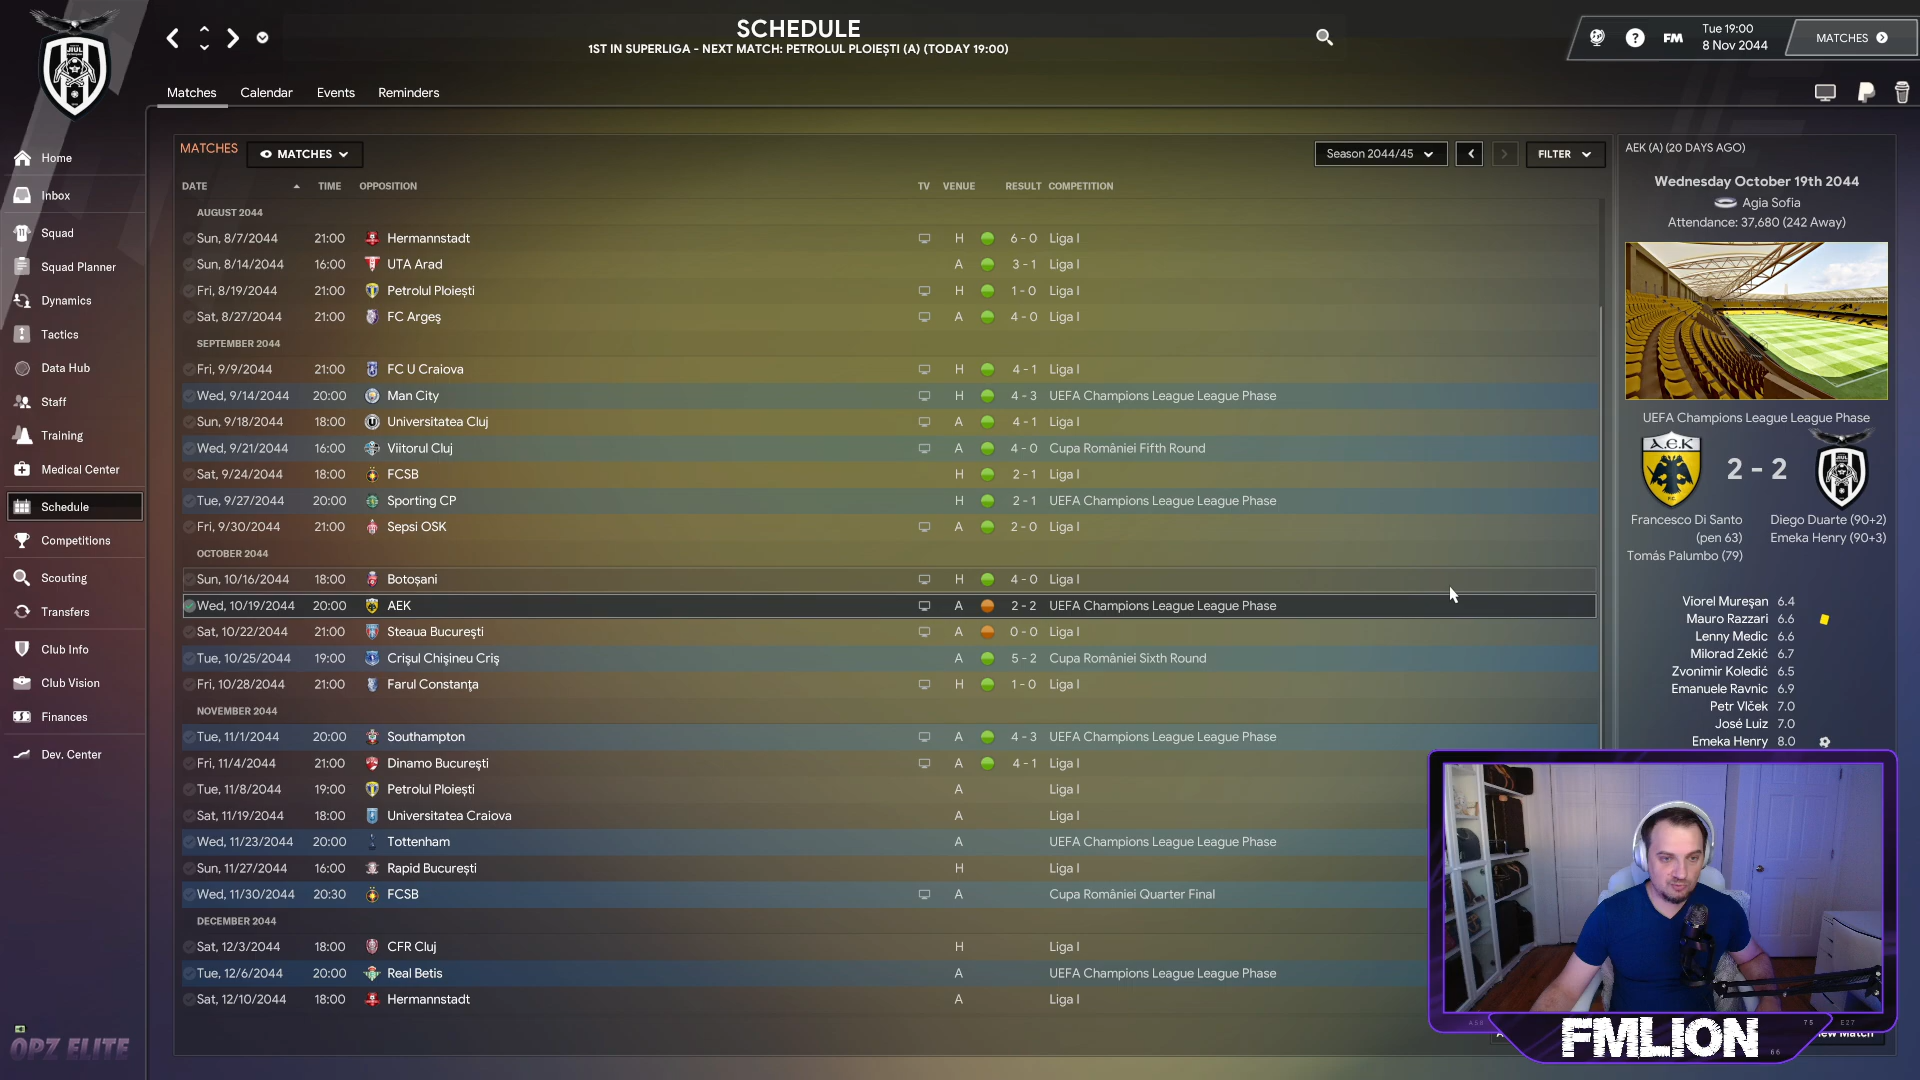 SCHEDULE
1ST IN SUPERLIGA - NEXT MATCH: PETROLUL PLOIEȘTI (A) (TODAY 19:00)
FM
Tue 19:00
8 Nov 2044
MATCHES
Matches Calendar Events Reminders
Home
Inbox
Squad
Squad Planner
Dynamics
Tactics
Data Hub
Staff
Training
Medical Center
Schedule
Competitions
Scouting
Transfers
Club Info
Club Vision
Finances
Dev. Center
OPZ ELITE
MATCHES MATCHES Season 2044/45 FILTER
DATE TIME OPPOSITION TV VENUE RESULT COMPETITION
AUGUST 2044
Sun, 8/7/2044 21:00 Hermannstadt H 6 - 0 Liga I
Sun, 8/14/2044 16:00 UTA Arad A 3 - 1 Liga I
Fri, 8/19/2044 21:00 Petrolul Ploiești H 1 - 0 Liga I
Sat, 8/27/2044 21:00 FC Argeș A 4 - 0 Liga I
SEPTEMBER 2044
Fri, 9/9/2044 21:00 FC U Craiova H 4 - 1 Liga I
Wed, 9/14/2044 20:00 Man City H 4 - 3 UEFA Champions League League Phase
Sun, 9/18/2044 18:00 Universitatea Cluj A 4 - 1 Liga I
Wed, 9/21/2044 16:00 Viitorul Cluj A 4 - 0 Cupa României Fifth Round
Sat, 9/24/2044 18:00 FCSB H 2 - 1 Liga I
Tue, 9/27/2044 20:00 Sporting CP H 2 - 1 UEFA Champions League League Phase
Fri, 9/30/2044 21:00 Sepsi OSK A 2 - 0 Liga I
OCTOBER 2044
Sun, 10/16/2044 18:00 Botoșani H 4 - 0 Liga I
Wed, 10/19/2044 20:00 AEK A 2 - 2 UEFA Champions League League Phase
Sat, 10/22/2044 21:00 Steaua București A 0 - 0 Liga I
Tue, 10/25/2044 19:00 Crișul Chișineu Criș A 5 - 2 Cupa României Sixth Round
Fri, 10/28/2044 21:00 Farul Constanța H 1 - 0 Liga I
NOVEMBER 2044
Tue, 11/1/2044 20:00 Southampton A 4 - 3 UEFA Champions League League Phase
Fri, 11/4/2044 21:00 Dinamo București A 4 - 1 Liga I
Tue, 11/8/2044 19:00 Petrolul Ploiești A Liga I
Sat, 11/19/2044 18:00 Universitatea Craiova A Liga I
Wed, 11/23/2044 20:00 Tottenham A UEFA Champions League League Phase
Sun, 11/27/2044 16:00 Rapid București H Liga I
Wed, 11/30/2044 20:30 FCSB A Cupa României Quarter Final
DECEMBER 2044
Sat, 12/3/2044 18:00 CFR Cluj H Liga I
Tue, 12/6/2044 20:00 Real Betis A UEFA Champions League League Phase
Sat, 12/10/2044 18:00 Hermannstadt A Liga I
AEK (A) (20 DAYS AGO)
Wednesday October 19th 2044
Agia Sofia
Attendance: 37,680 (242 Away)
UEFA Champions League League Phase
A.E.K
JIUL
2 - 2
Francesco Di Santo
(pen 63)
Tomás Palumbo (79)
Diego Duarte (90+2)
Emeka Henry (90+3)
Viorel Mureșan 6.4
Mauro Razzari 6.6
Lenny Medic 6.6
Milorad Zekić 6.7
Zvonimir Koledić 6.5
Emanuele Ravnic 6.9
Petr Vlček 7.0
José Luiz 7.0
Emeka Henry 8.0
FMLION